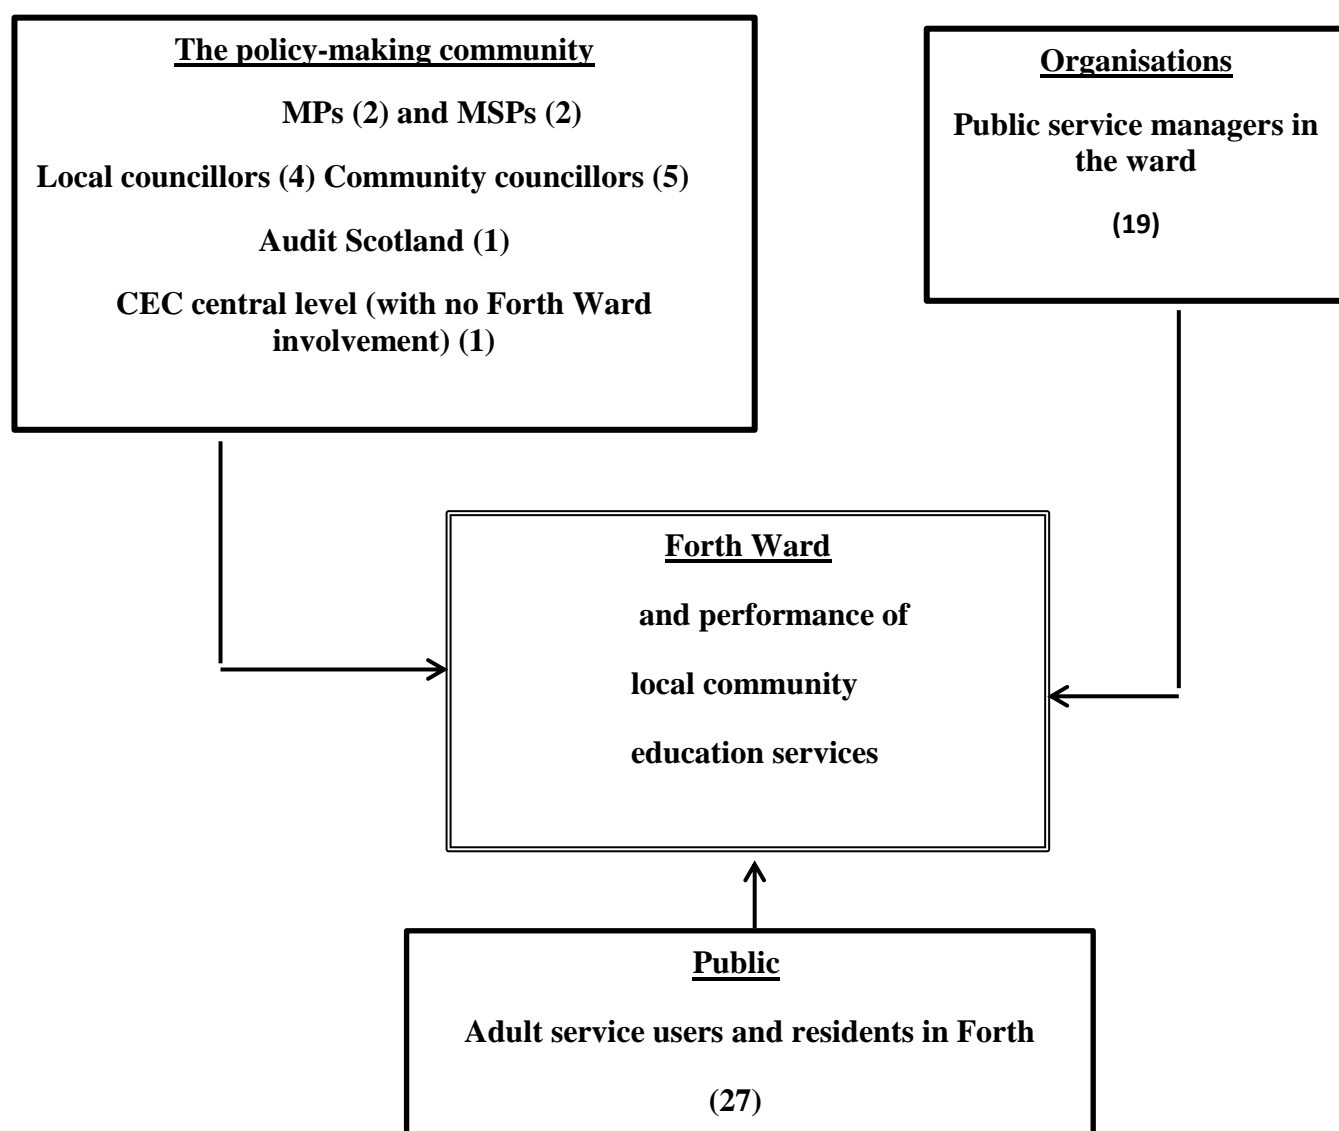 The policy-making community
MPs (2) and MSPs (2)
Local councillors (4) Community councillors (5)
Audit Scotland (1)
CEC central level (with no Forth Ward
involvement) (1)
Organisations
Public service managers in
the ward
(19)
Forth Ward
and performance of
local community
education services
Public
Adult service users and residents in Forth
(27)